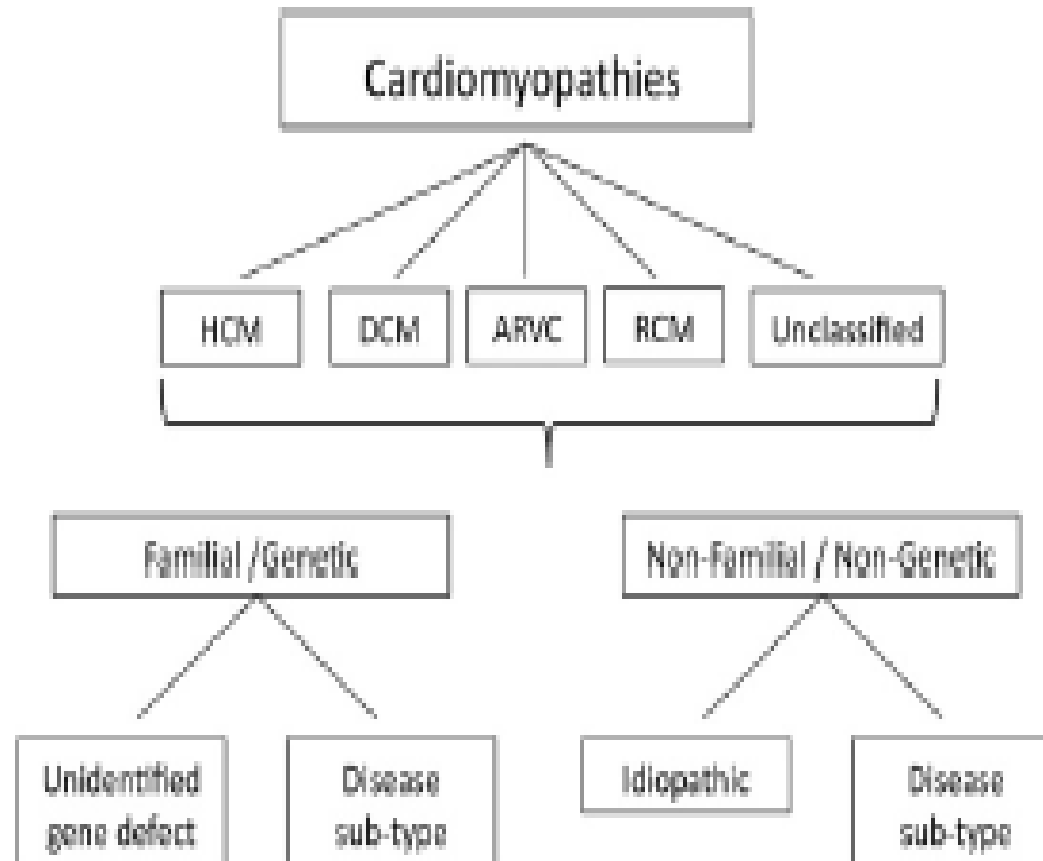 Cardiomyopathies
HCM
DCM
ARVC
RCM
Unclassified
Familial /Genetic
Non-Familial / Non-Genetic
Unidentified
gene defect
Disease
sub-type
Idiopathic
Disease
sub-type